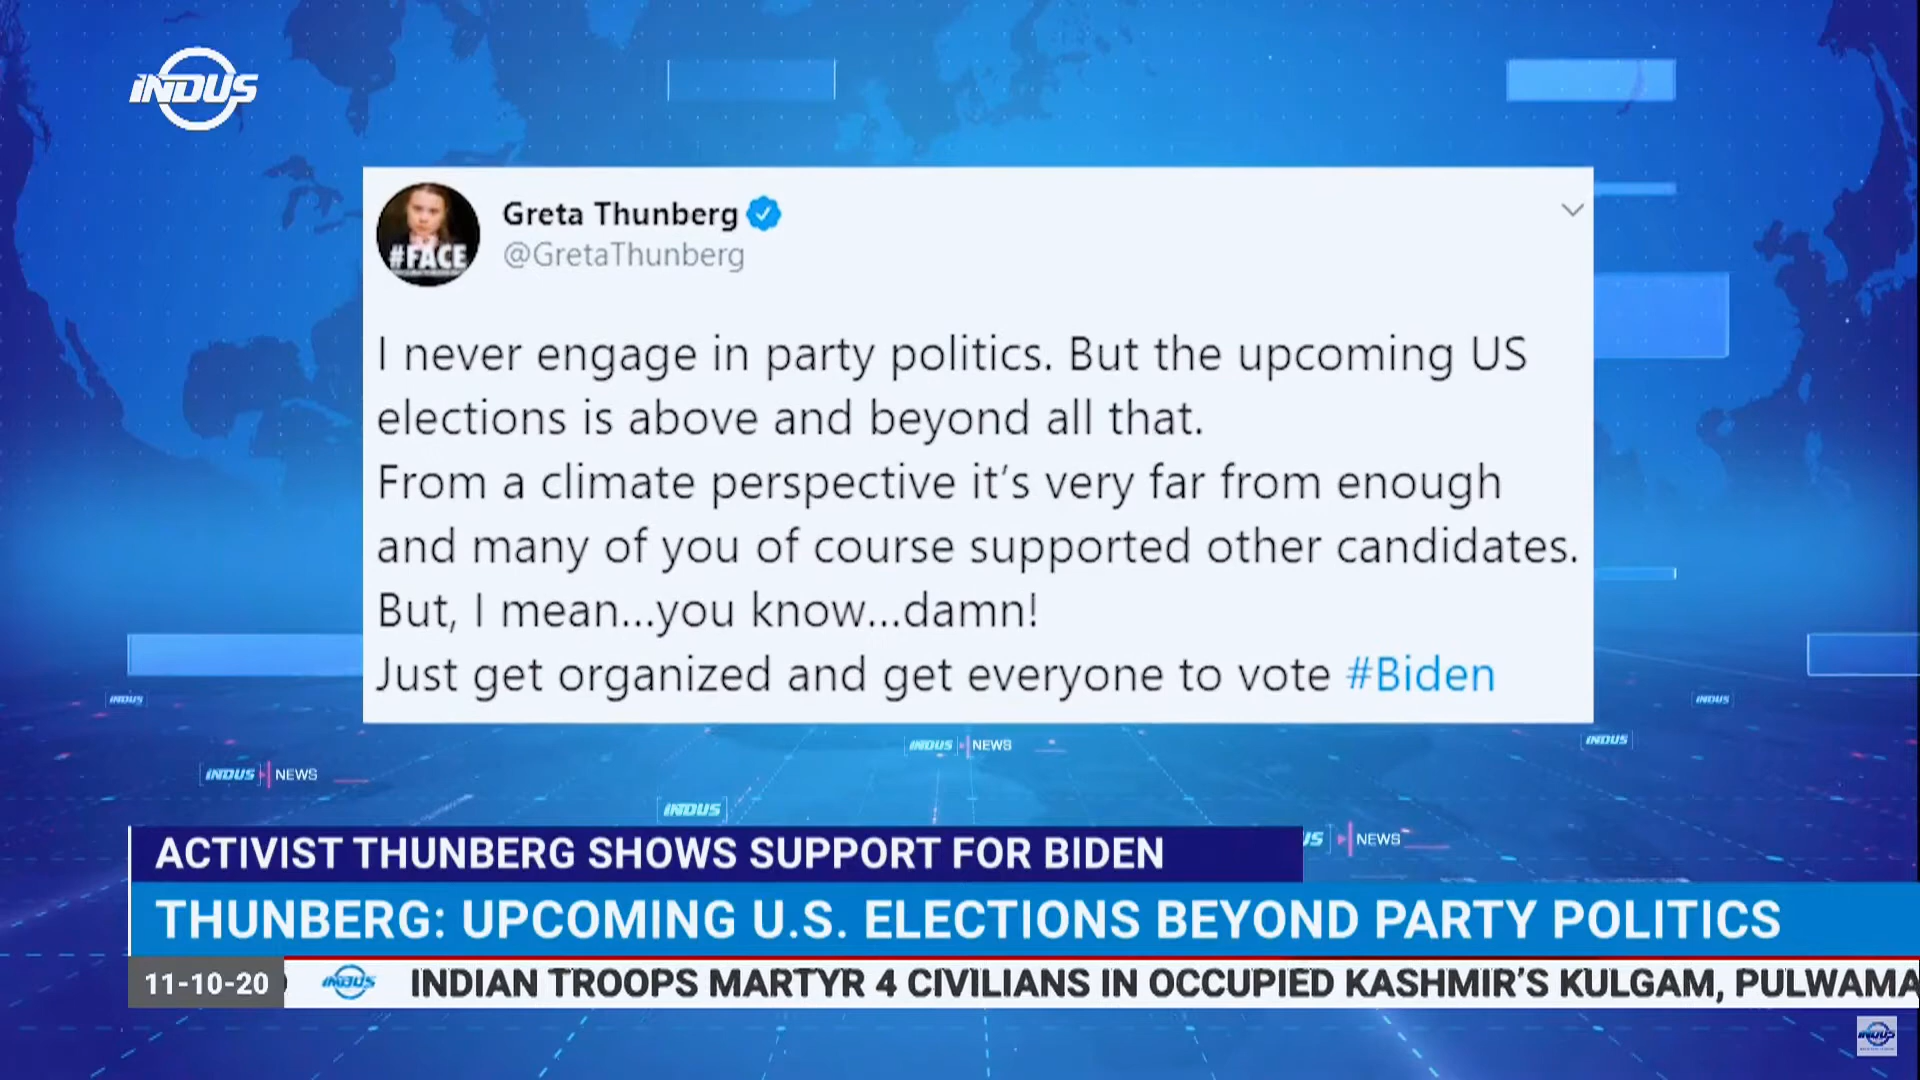 INDUS
Greta Thunberg
@GretaThunberg
#FACE
I never engage in party politics. But the upcoming US
elections is above and beyond all that.
From a climate perspective it’s very far from enough
and many of you of course supported other candidates.
But, I mean...you know...damn!
Just get organized and get everyone to vote #Biden
INDUS
INDUS
INDUS NEWS
INDUS
INDUS NEWS
INDUS
NEWS
ACTIVIST THUNBERG SHOWS SUPPORT FOR BIDEN
THUNBERG: UPCOMING U.S. ELECTIONS BEYOND PARTY POLITICS
11-10-20 INDUS INDIAN TROOPS MARTYR 4 CIVILIANS IN OCCUPIED KASHMIR’S KULGAM, PULWAMA
INDUS